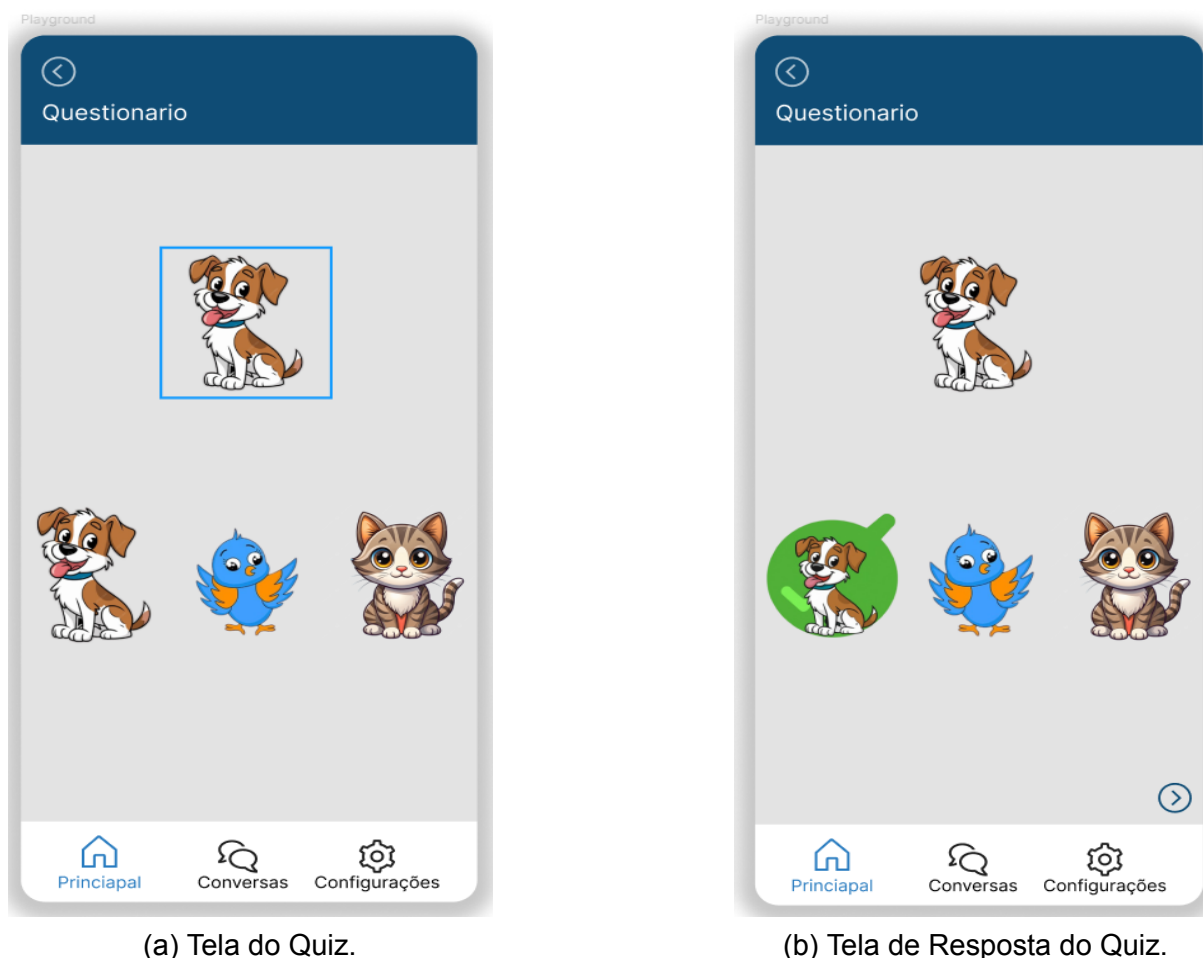 Playground
Questionario
Princiapal
Conversas
Configurações
(a) Tela do Quiz.
Playground
Questionario
Princiapal
Conversas
Configurações
(b) Tela de Resposta do Quiz.